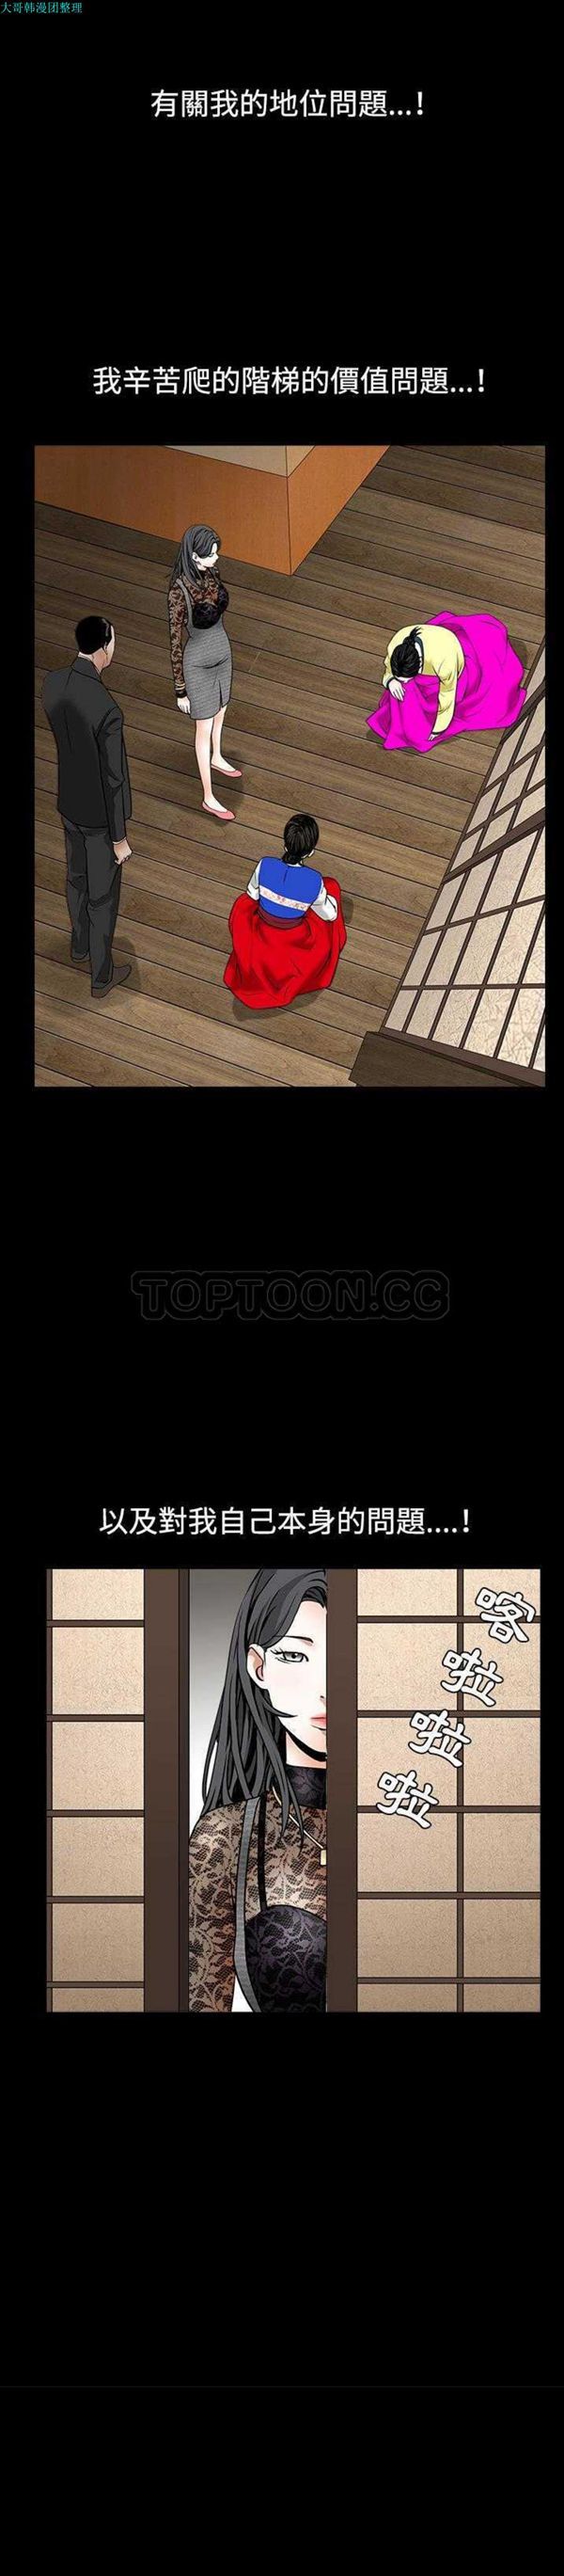 大哥韩漫团整理
有關我的地位問題...!
我辛苦爬的階梯的價值問題...!
TOPTOON.CC
以及對我自己本身的問題....!
喀啦啦啦